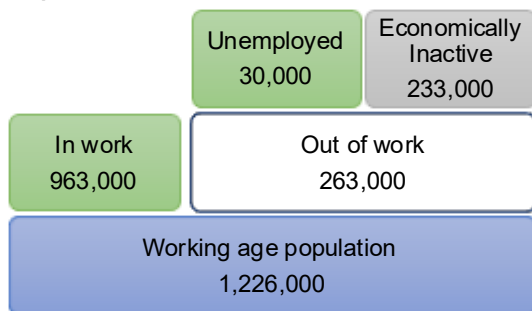 Unemployed
30,000
Economically
Inactive
233,000
In work
963,000
Out of work
263,000
Working age population
1,226,000